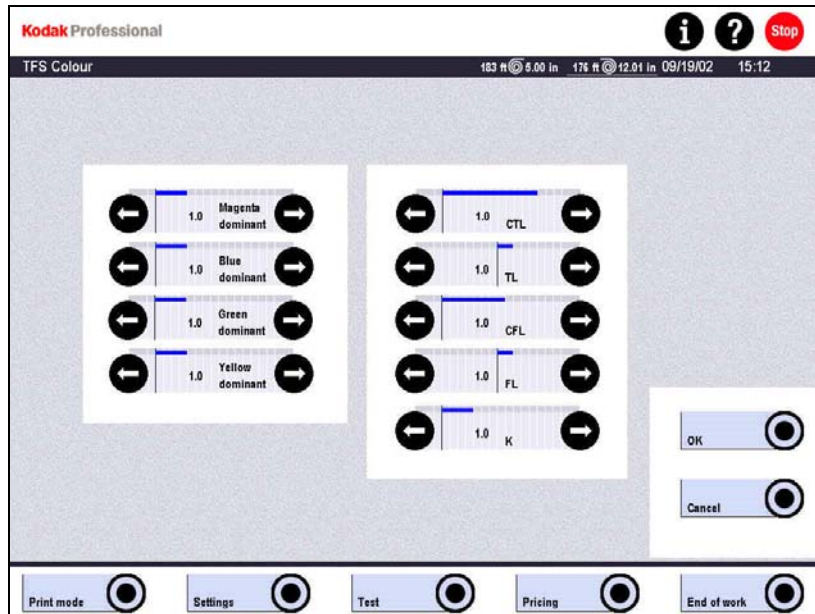 Kodak Professional
i ? Stop
TFS Colour 183 ft 5.00 in 176 ft 12.01 in 09/19/02 15:12
1.0 Magenta
dominant
1.0 Blue
dominant
1.0 Green
dominant
1.0 Yellow
dominant
1.0 CTL
1.0 TL
1.0 CFL
1.0 FL
1.0 K
OK
Cancel
Print mode Settings Test Pricing End of work